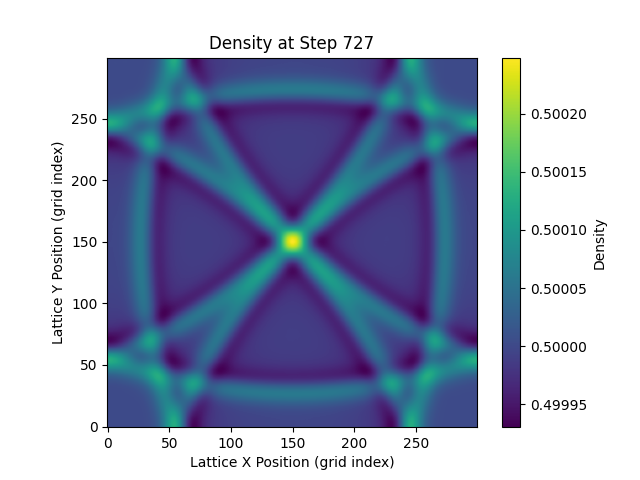 Density at Step 727
Lattice Y Position (grid index)
250
200
150
100
50
0
0 50 100 150 200 250
Lattice X Position (grid index)
0.50020
0.50015
0.50010
0.50005
0.50000
0.49995
Density